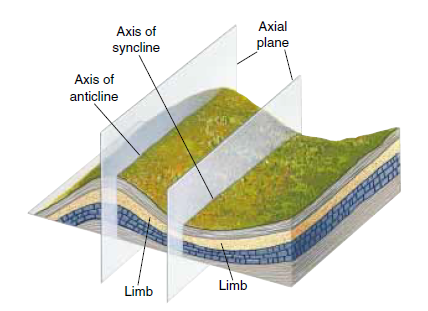 Axis of
syncline
Axial
plane
Axis of
anticline
Limb
Limb